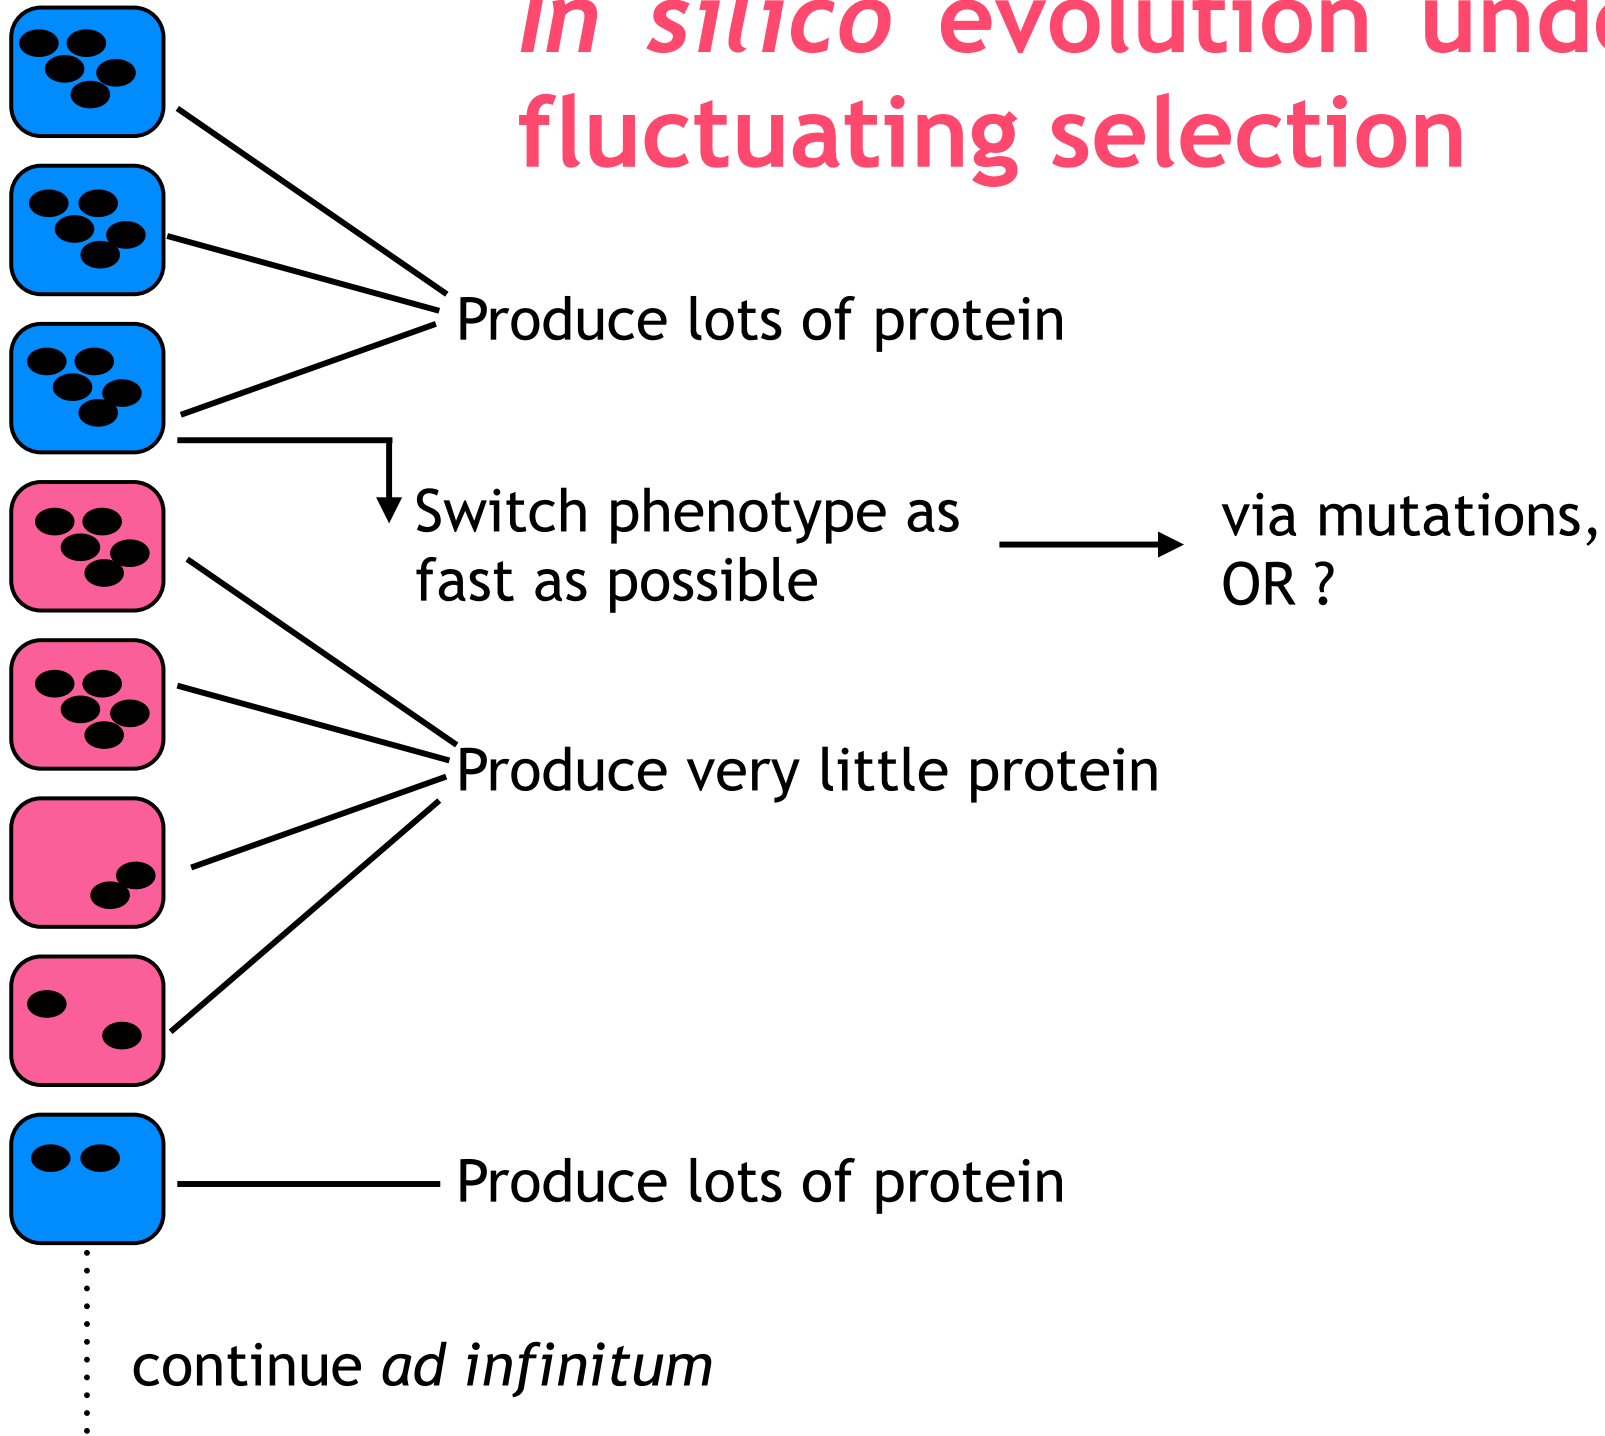 In silico evolution
fluctuating selection
Produce lots of protein
Switch phenotype as
fast as possible
via mutations,
OR ?
Produce very little protein
Produce lots of protein
continue ad infinitum